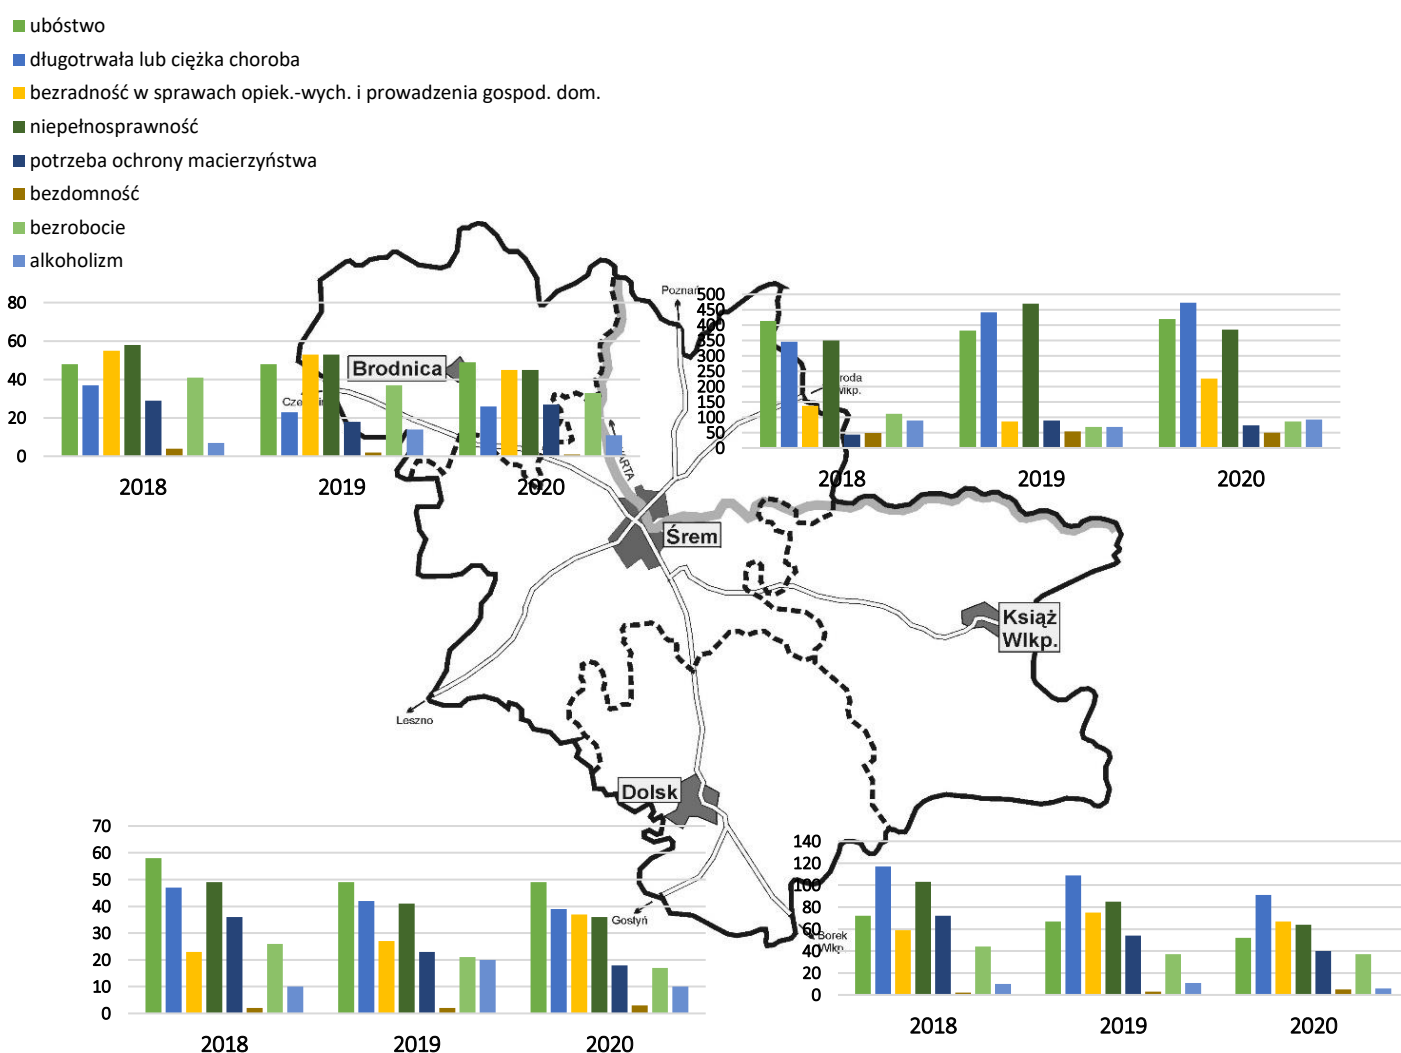 ubóstwo
długotrwała lub ciężka choroba
bezradność w sprawach opiek.-wych. i prowadzenia gospod. dom.
niepełnosprawność
potrzeba ochrony macierzyństwa
bezdomność
bezrobocie
alkoholizm
80
60
40
20
0
2018
2019
2020
Brodnica
Poznań
500
450
400
350
300
250
200
150
100
50
0
2018
2019
2020
Wlkp.
Śrem
Książ
Wlkp.
Leszno
Dolsk
Gostyń
70
60
50
40
30
20
10
0
2018
2019
2020
140
120
100
80
60
40
20
0
Borek
Wlkp.
2018
2019
2020